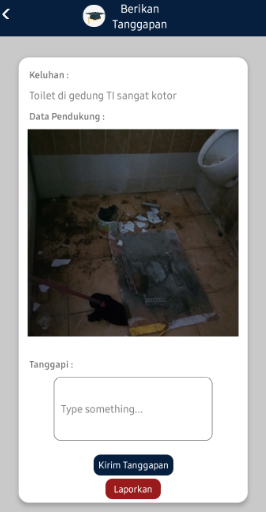 Berikan
Tanggapan
Keluhan :
Toilet di gedung TI sangat kotor
Data Pendukung :
Tanggapi :
Type something...
Kirim Tanggapan
Laporkan